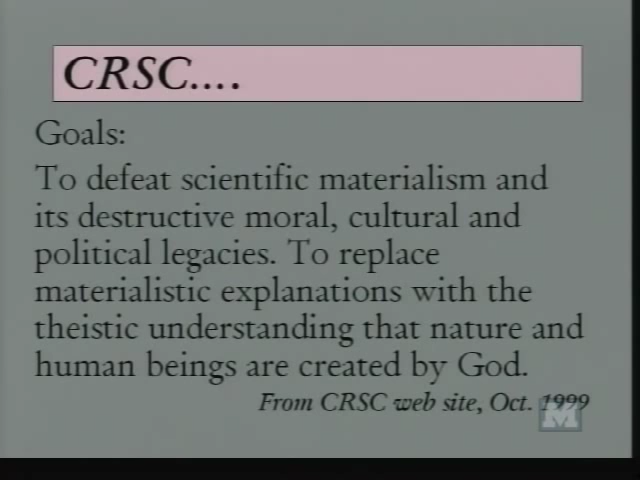 CRSC....
Goals:
To defeat scientific materialism and
its destructive moral, cultural and
political legacies. To replace
materialistic explanations with the
theistic understanding that nature and
human beings are created by God.
From CRSC web site, Oct. 1999
M